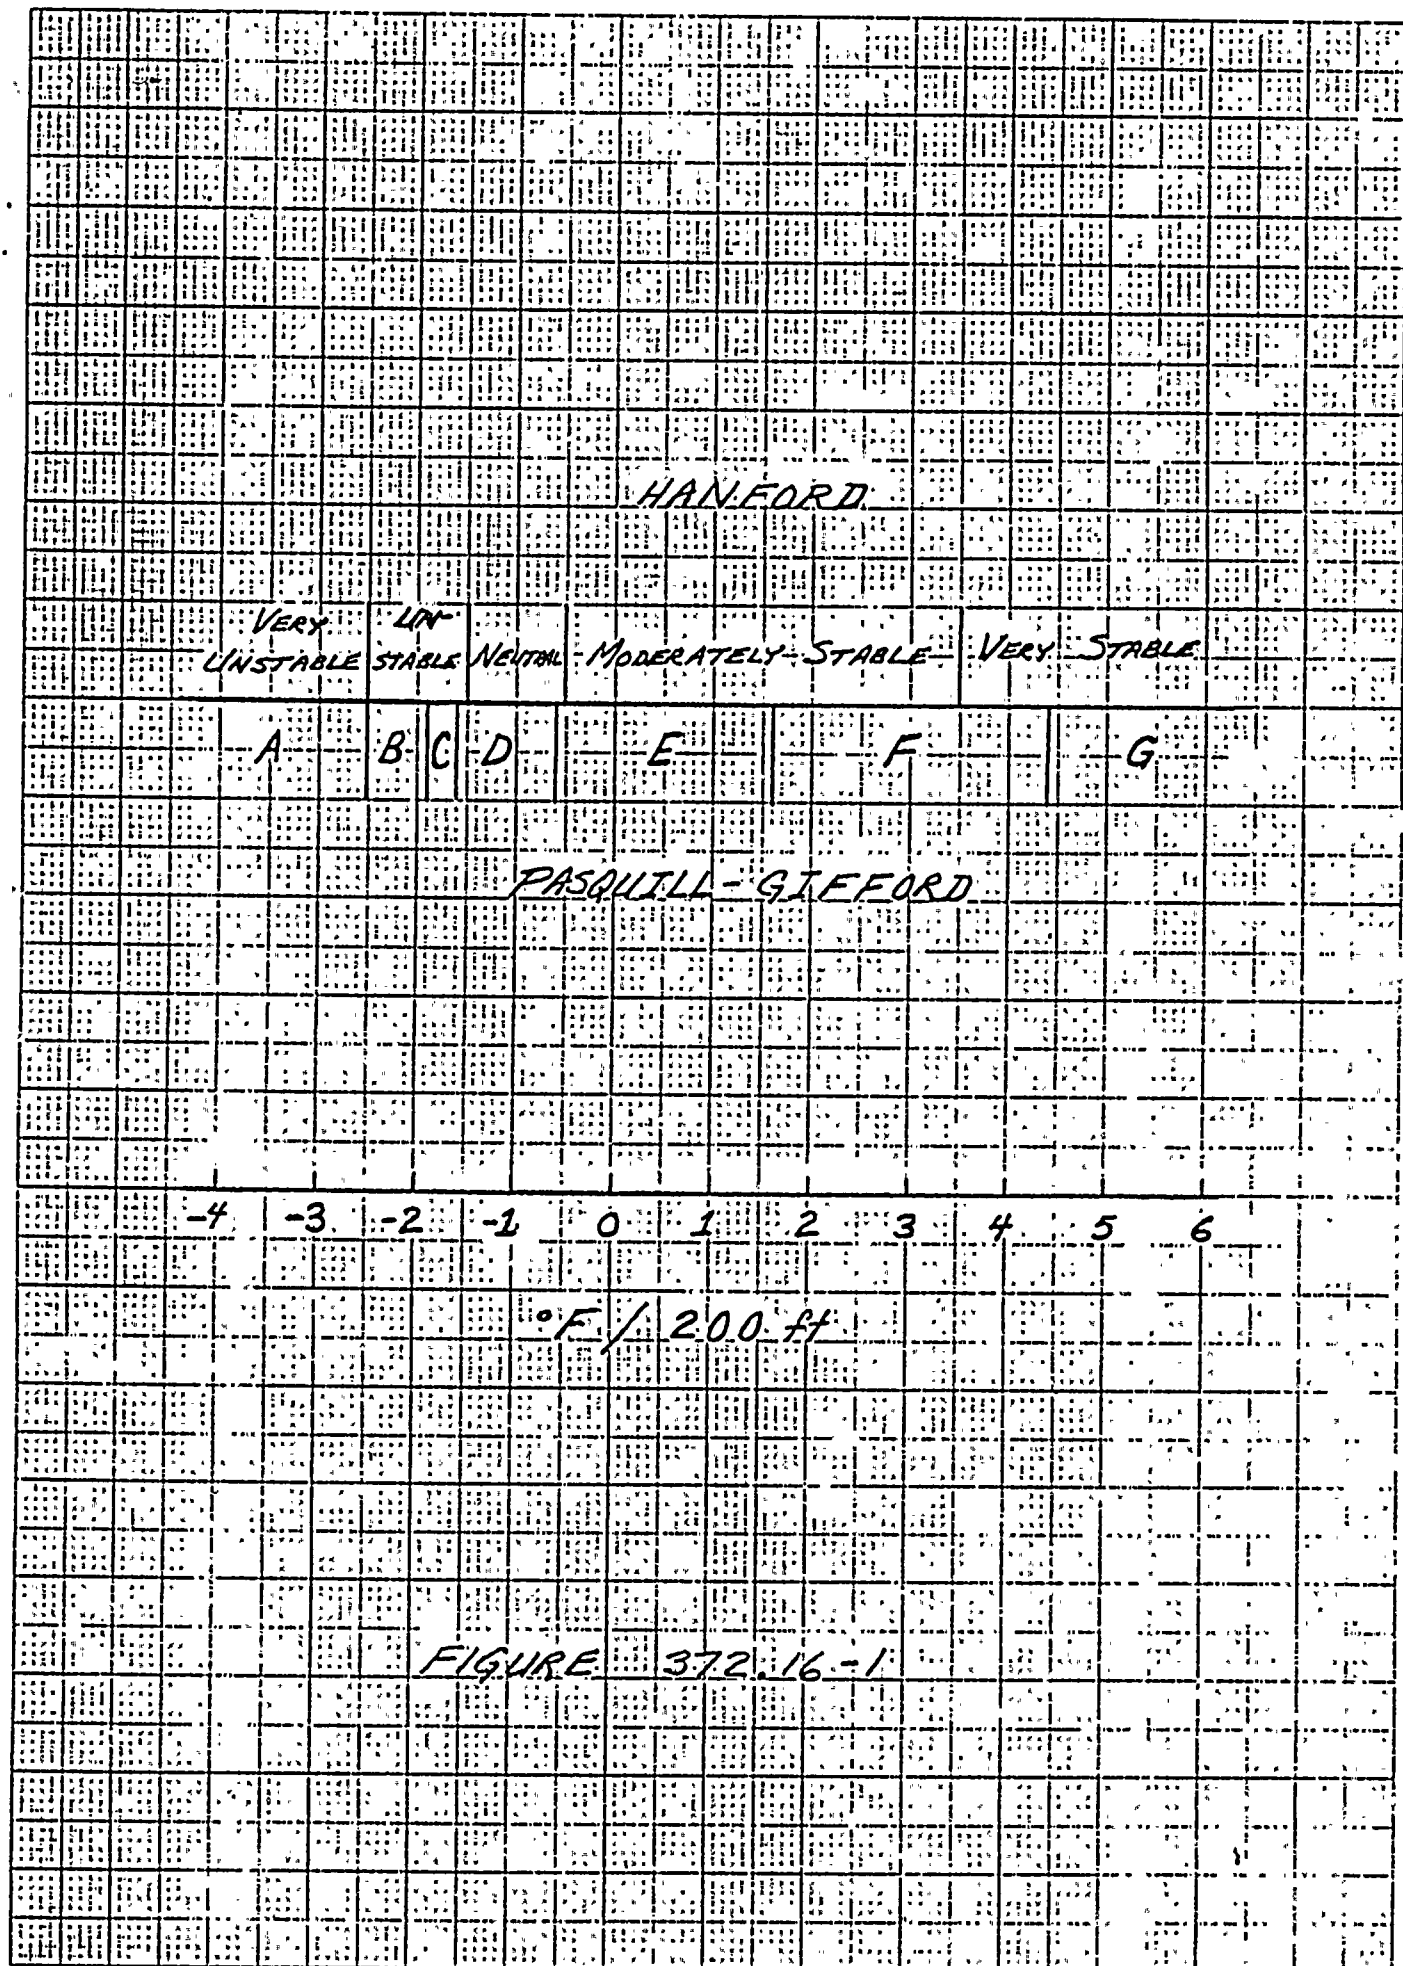 HANFORD
VERY UNSTABLE UN-STABLE NEUTRAL MODERATELY STABLE VERY STABLE
A B C D E F G
PASQUILL - GIFFORD
-4 -3 -2 -1 0 1 2 3 4 5 6
°F / 200 ft
FIGURE 372.16-1